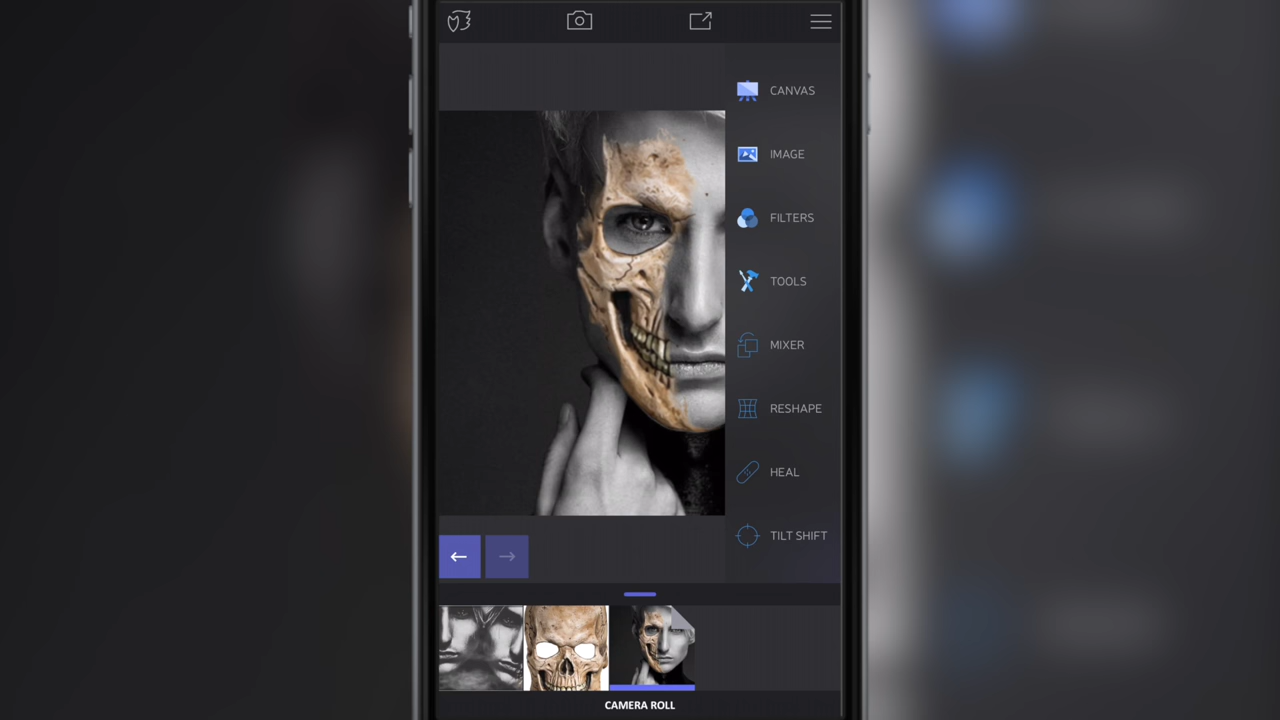 CANVAS
IMAGE
FILTERS
TOOLS
MIXER
RESHAPE
HEAL
TILT SHIFT
CAMERA ROLL